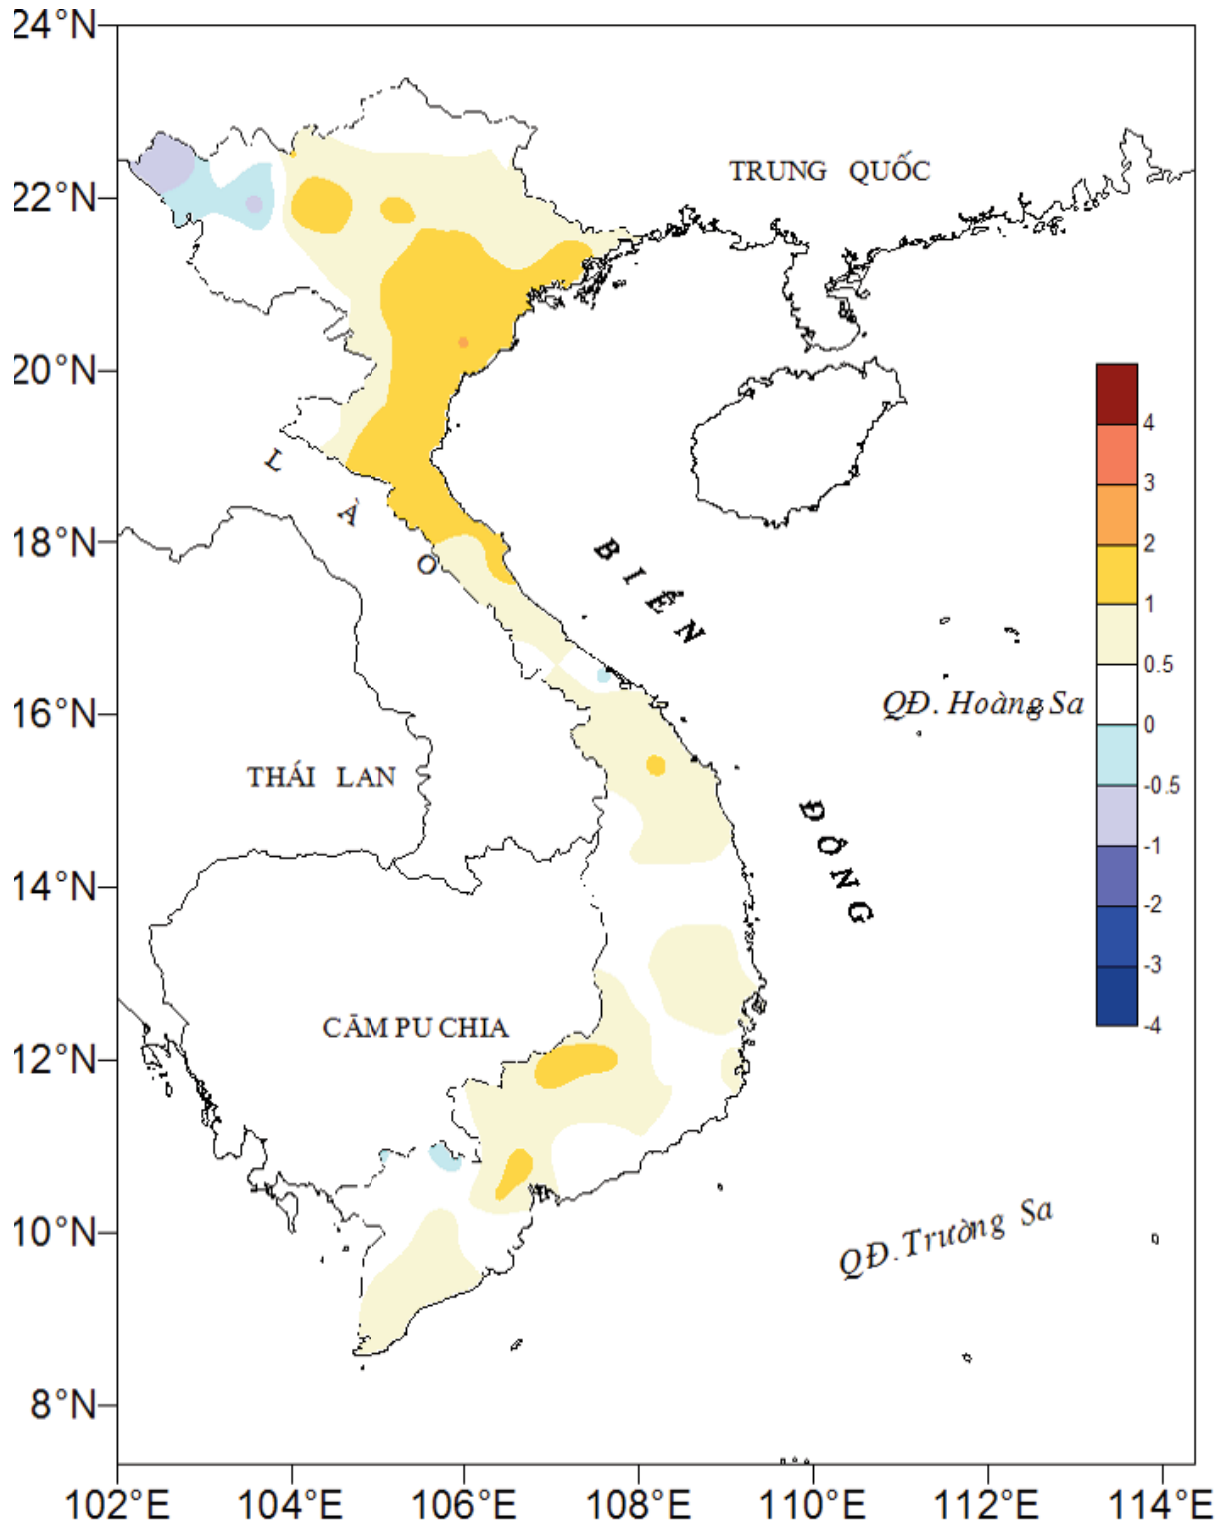 24°N
22°N
20°N
18°N
16°N
14°N
12°N
10°N
8°N
102°E 104°E 106°E 108°E 110°E 112°E 114°E
TRUNG QUỐC
LÀO
BIỂN
ĐÔNG
QĐ. Hoàng Sa
THÁI LAN
CĂM PU CHIA
QĐ. Trường Sa
4
3
2
1
0.5
0
-0.5
-1
-2
-3
-4